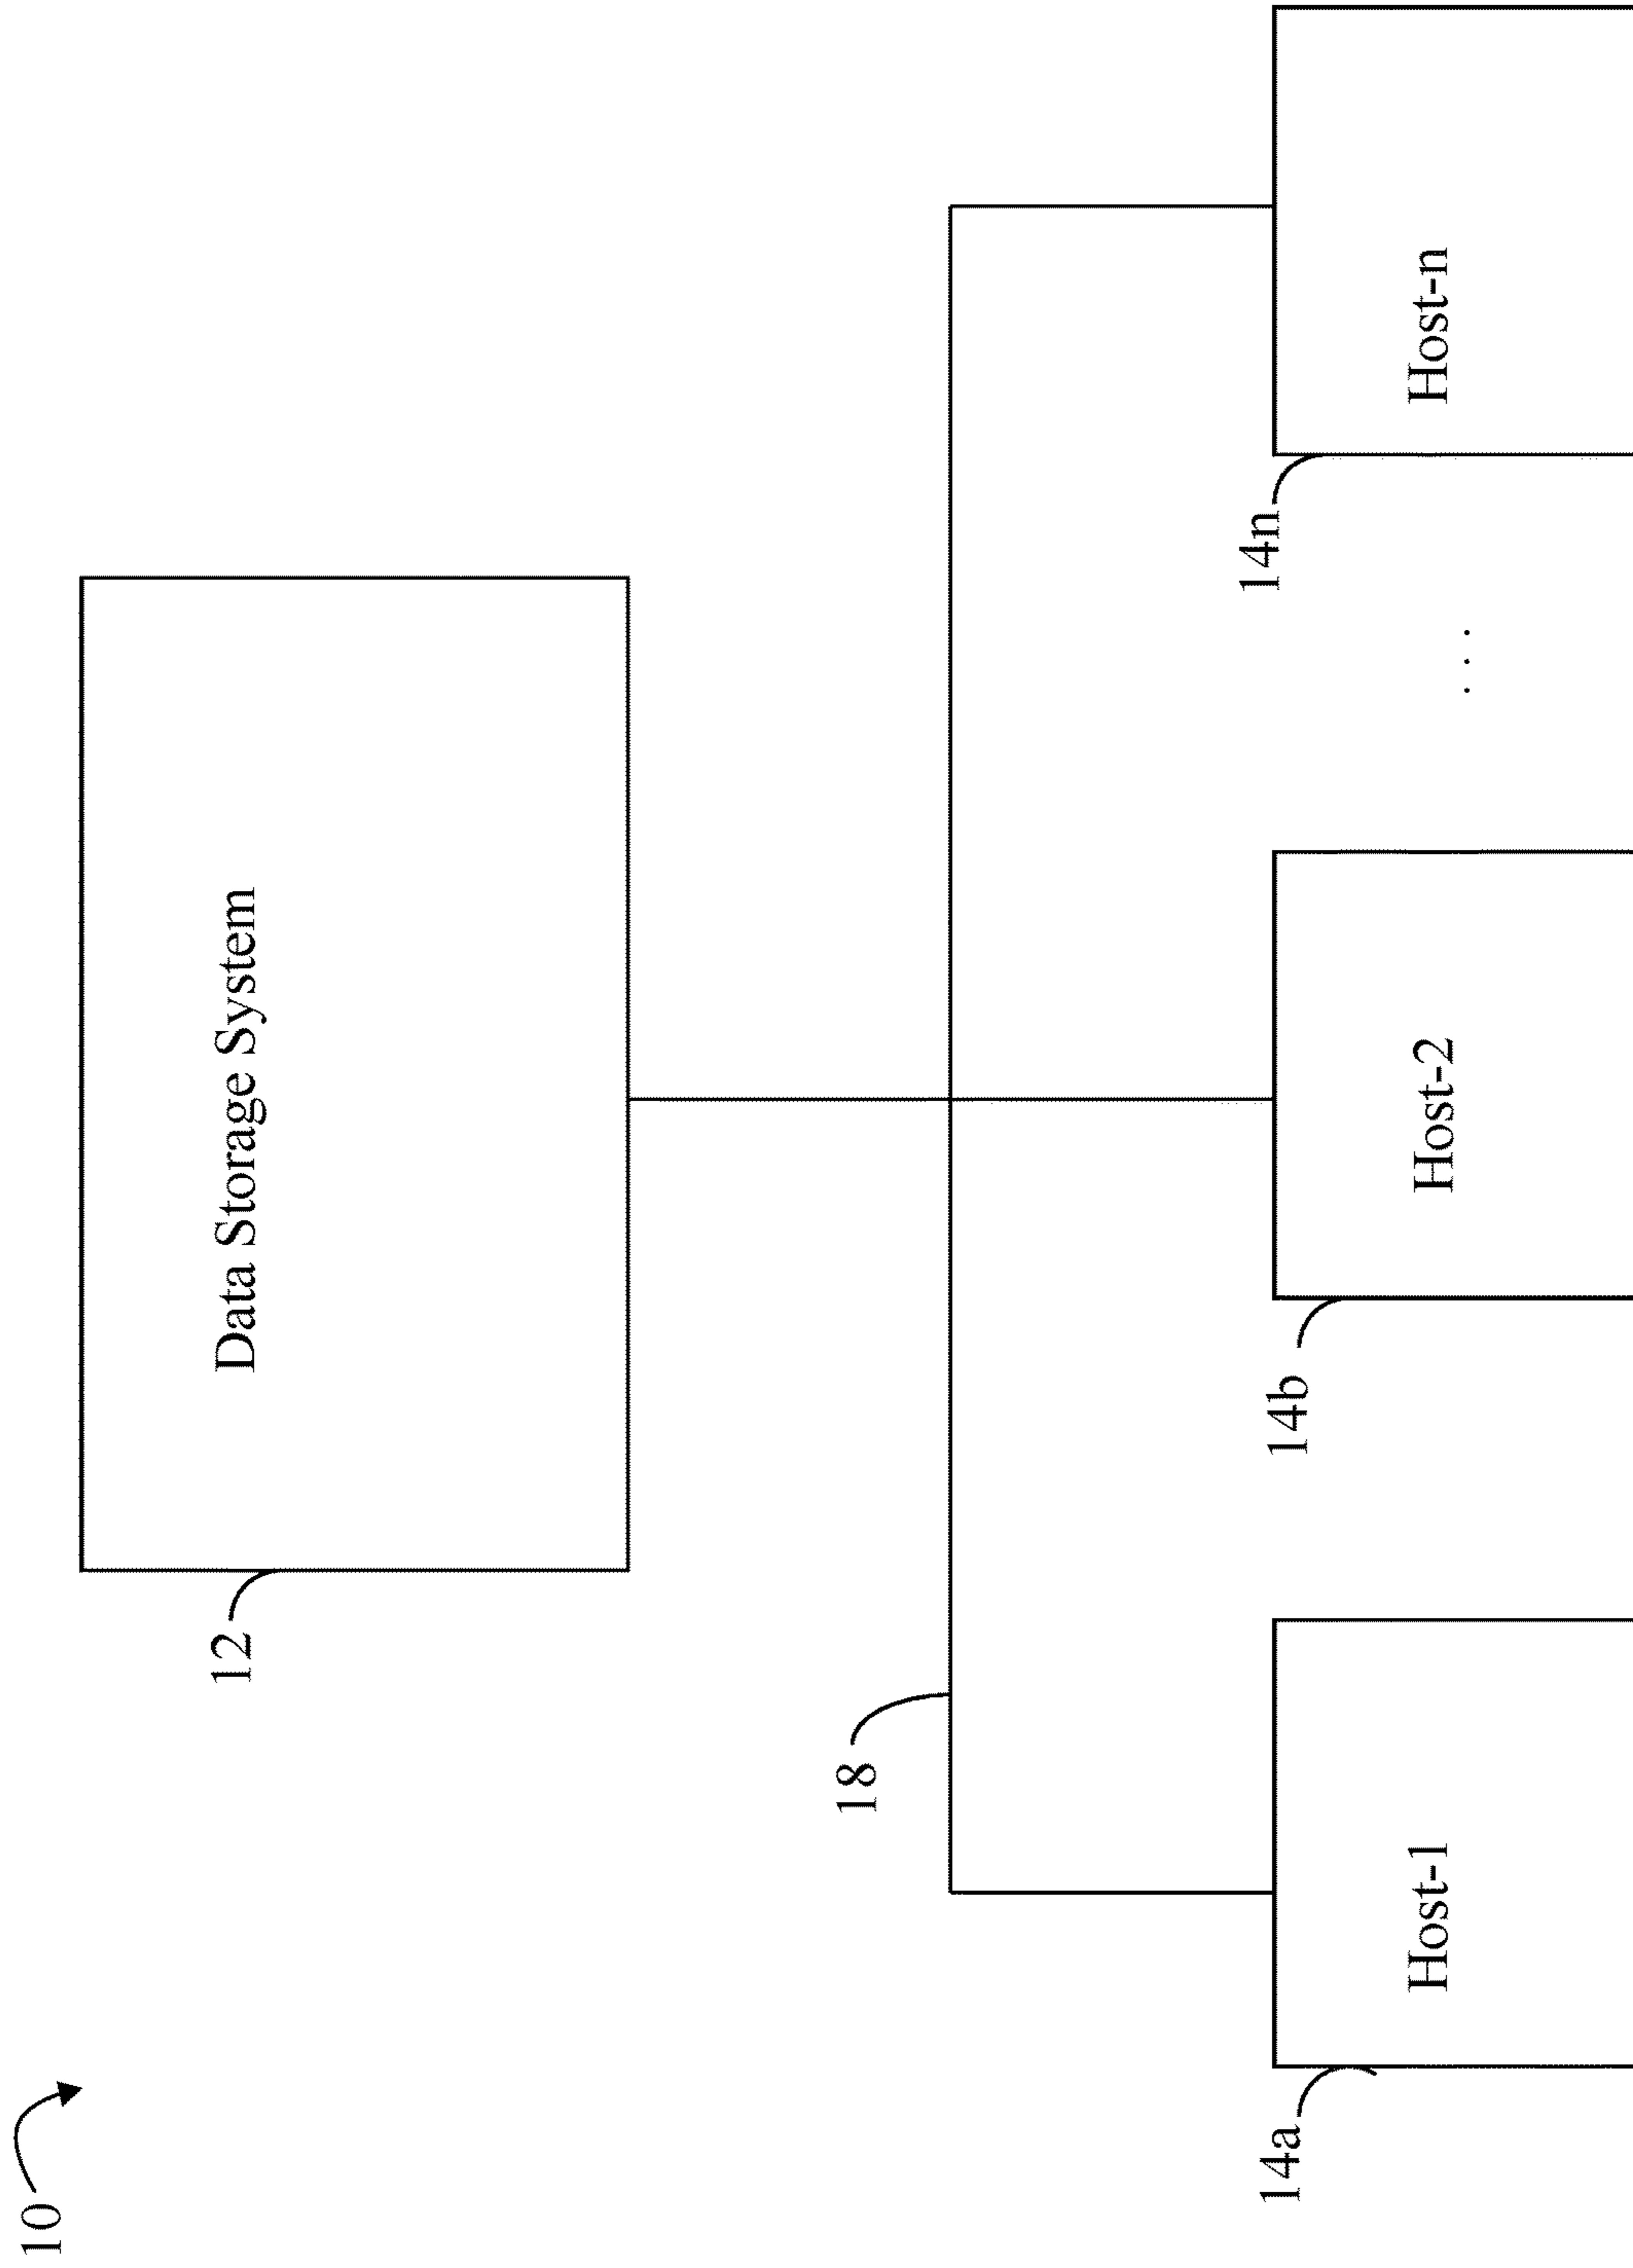 10
12
Data Storage System
18
14a
Host-1
14b
Host-2
. . .
14n
Host-n